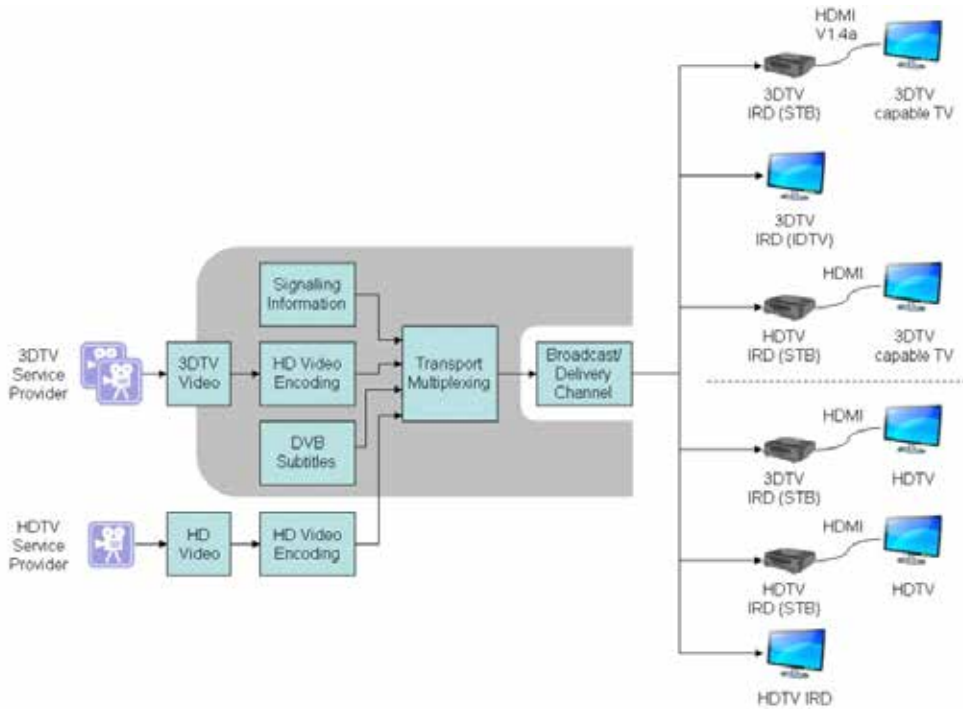 HDMI
V1.4a
3DTV
IRD (STB)
3DTV
capable TV
3DTV
IRD (IDTV)
HDMI
HDTV
IRD (STB)
3DTV
capable TV
Signalling
Information
3DTV
Service
Provider
3DTV
Video
HD Video
Encoding
Transport
Multiplexing
Broadcast/
Delivery
Channel
DVB
Subtitles
HDMI
3DTV
IRD (STB)
HDTV
HDTV
Service
Provider
HD
Video
HD Video
Encoding
HDMI
HDTV
IRD (STB)
HDTV
HDTV IRD